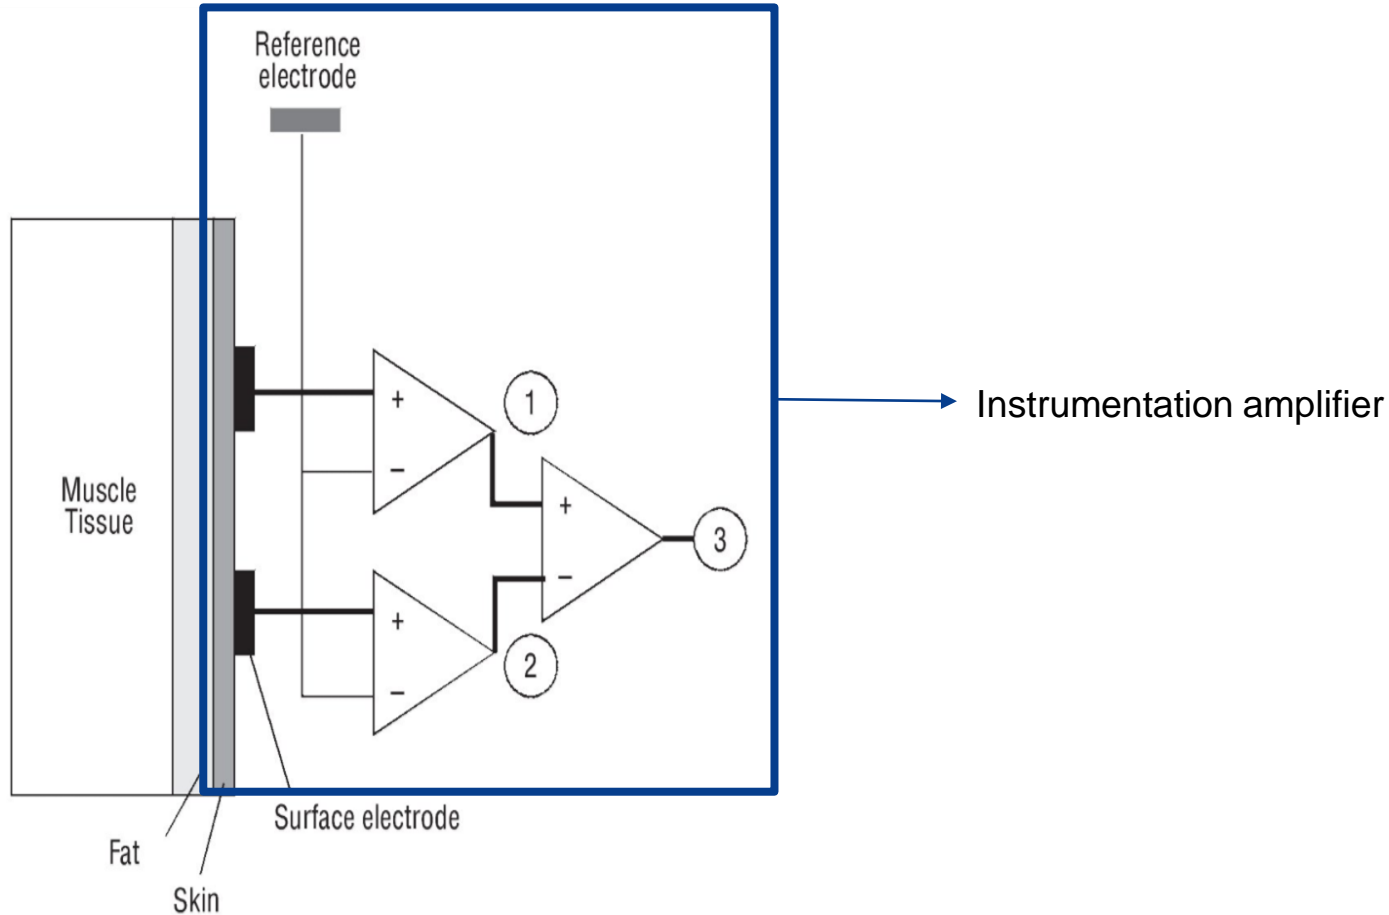 Reference
electrode
+
1
−
Instrumentation amplifier
Muscle
Tissue
+
3
−
+
2
−
Surface electrode
Fat
Skin